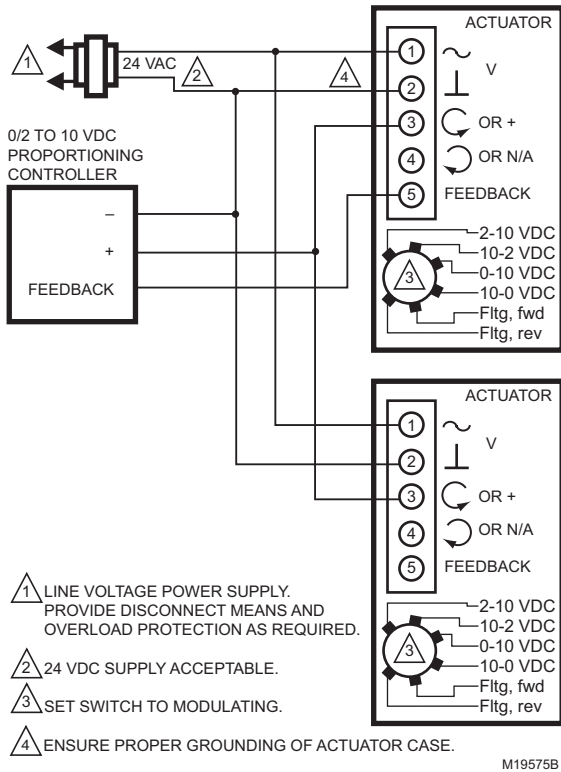 ACTUATOR
1
24 VAC
2
4
1
V
2
0/2 TO 10 VDC
PROPORTIONING
CONTROLLER
3 OR +
4 OR N/A
5 FEEDBACK
–
+
FEEDBACK
3
2-10 VDC
10-2 VDC
0-10 VDC
10-0 VDC
Fltg, fwd
Fltg, rev
ACTUATOR
1
V
2
3 OR +
4 OR N/A
5 FEEDBACK
3
2-10 VDC
10-2 VDC
0-10 VDC
10-0 VDC
Fltg, fwd
Fltg, rev
1 LINE VOLTAGE POWER SUPPLY.
PROVIDE DISCONNECT MEANS AND
OVERLOAD PROTECTION AS REQUIRED.
2 24 VDC SUPPLY ACCEPTABLE.
3 SET SWITCH TO MODULATING.
4 ENSURE PROPER GROUNDING OF ACTUATOR CASE.
M19575B